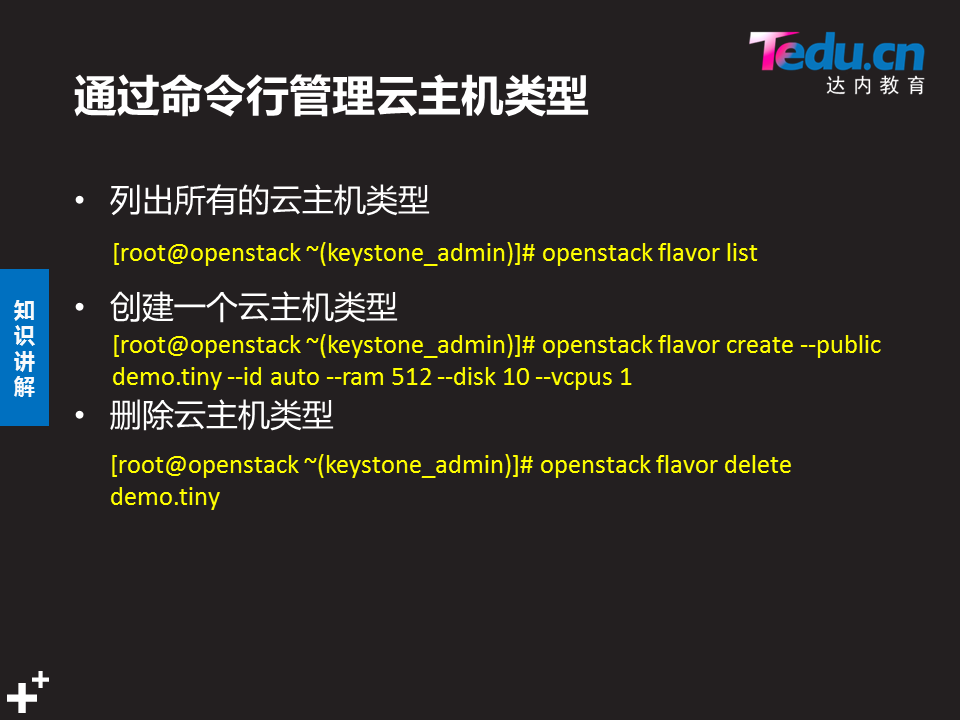 Tedu.cn
达内教育
通过命令行管理云主机类型
• 列出所有的云主机类型
[root@openstack ~(keystone_admin)]# openstack flavor list
• 创建一个云主机类型
[root@openstack ~(keystone_admin)]# openstack flavor create --public
demo.tiny --id auto --ram 512 --disk 10 --vcpus 1
• 删除云主机类型
[root@openstack ~(keystone_admin)]# openstack flavor delete
demo.tiny
知识讲解